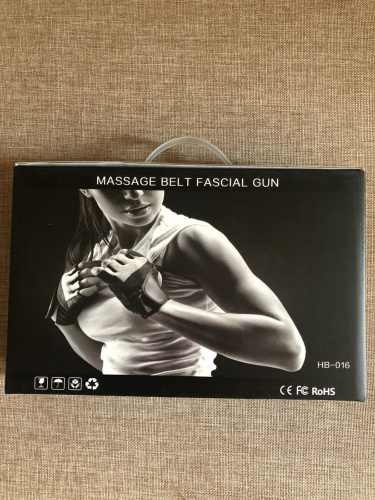 MASSAGE BELT FASCIAL GUN
HB-016
CE FC RoHS